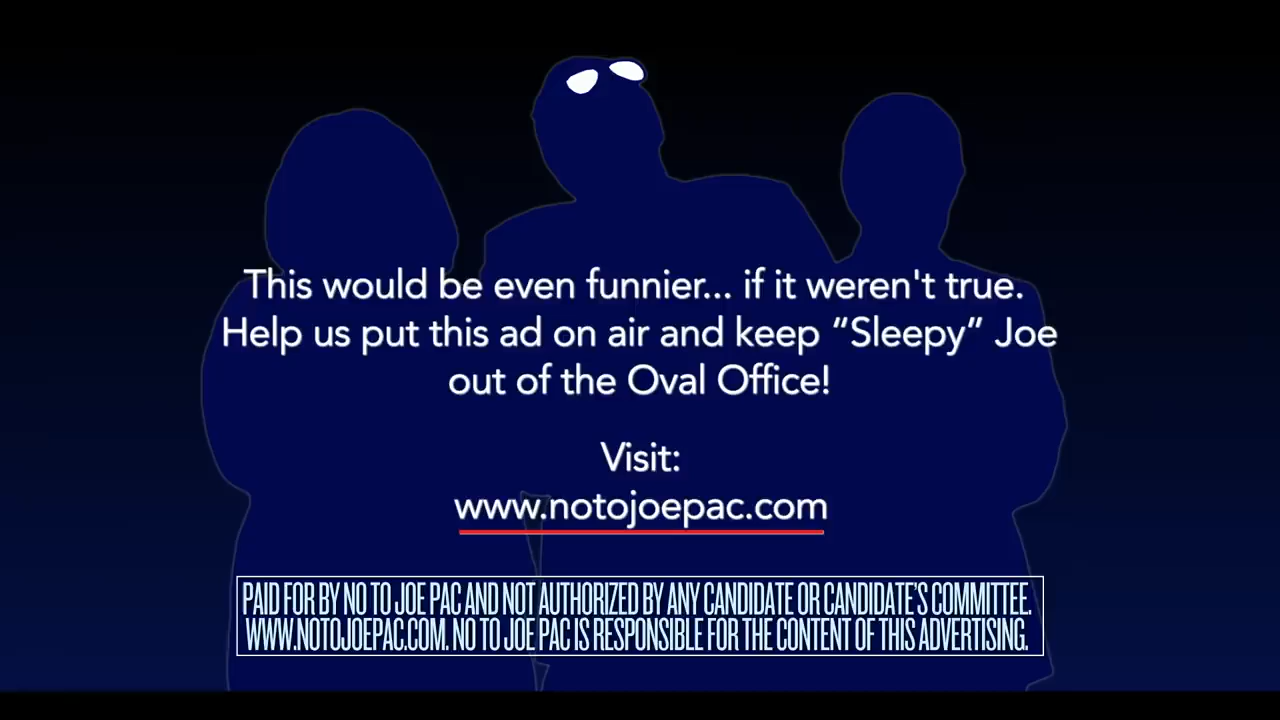 This would be even funnier... if it weren't true.
Help us put this ad on air and keep “Sleepy” Joe
out of the Oval Office!
Visit:
www.notojoepac.com
PAID FOR BY NO TO JOE PAC AND NOT AUTHORIZED BY ANY CANDIDATE OR CANDIDATE'S COMMITTEE.
WWW.NOTOJOEPAC.COM. NO TO JOE PAC IS RESPONSIBLE FOR THE CONTENT OF THIS ADVERTISING.